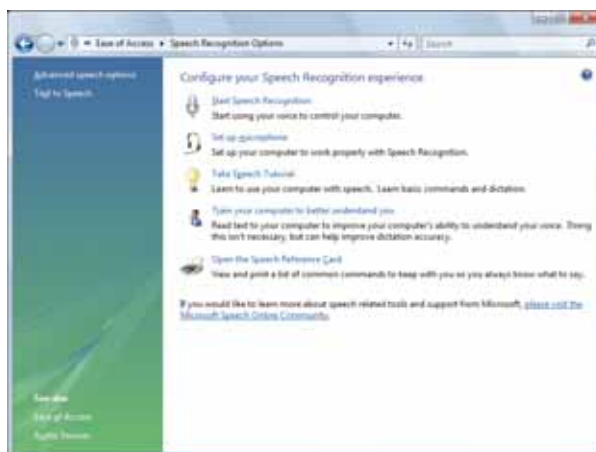 Ease of Access ▸ Speech Recognition Options
Search
Advanced speech options
Text to Speech
Configure your Speech Recognition experience
Start Speech Recognition
Start using your voice to control your computer.
Set up microphone
Set up your computer to work properly with Speech Recognition.
Take Speech Tutorial
Learn to use your computer with speech. Learn basic commands and dictation.
Train your computer to better understand you
Read text to your computer to improve your computer's ability to understand your voice. Doing
this isn't necessary, but can help improve dictation accuracy.
Open the Speech Reference Card
View and print a list of common commands to keep with you so you always know what to say.
If you would like to learn more about speech related tools and support from Microsoft, please visit the
Microsoft Speech Online Community.
See also
Ease of Access
Audio Devices